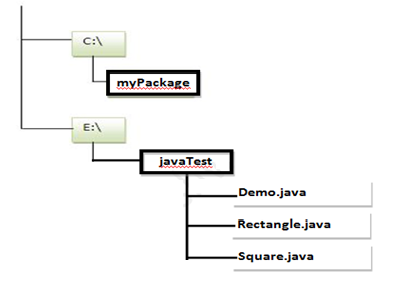 C:\
myPackage
E:\
javaTest
Demo.java
Rectangle.java
Square.java